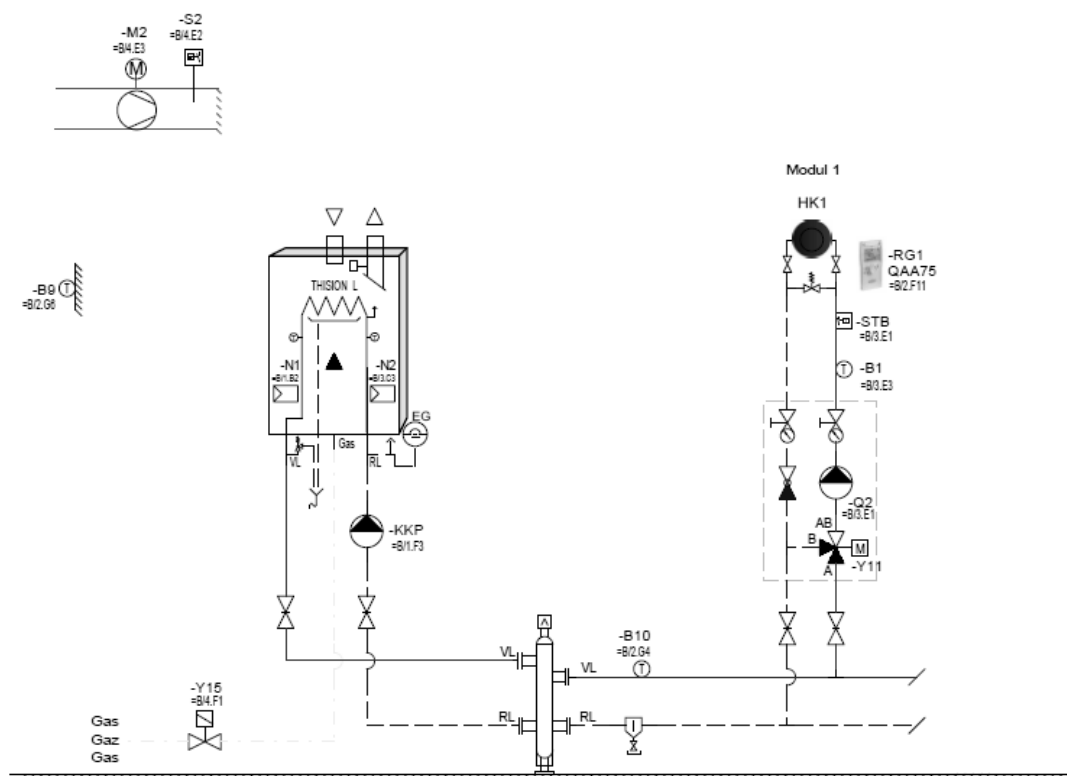 -S2
=B/4.E2
-M2
=B/4.E3
M
Modul 1
HK1
-RG1
QAA75
=B/2.F11
-B9
T
=B/2.G6
THISION L
-STB
=B/3.E1
T
T
-N1
=B/1.B2
-N2
=B/3.C3
T
-B1
=B/3.E3
EG
Gas
VL
RL
-Q2
=B/3.E1
-KKP
=B/1.F3
AB
B
M
-Y11
A
-B10
=B/2.G4
VL
VL
T
-Y15
=B/4.F1
RL
RL
Gas
Gaz
Gas